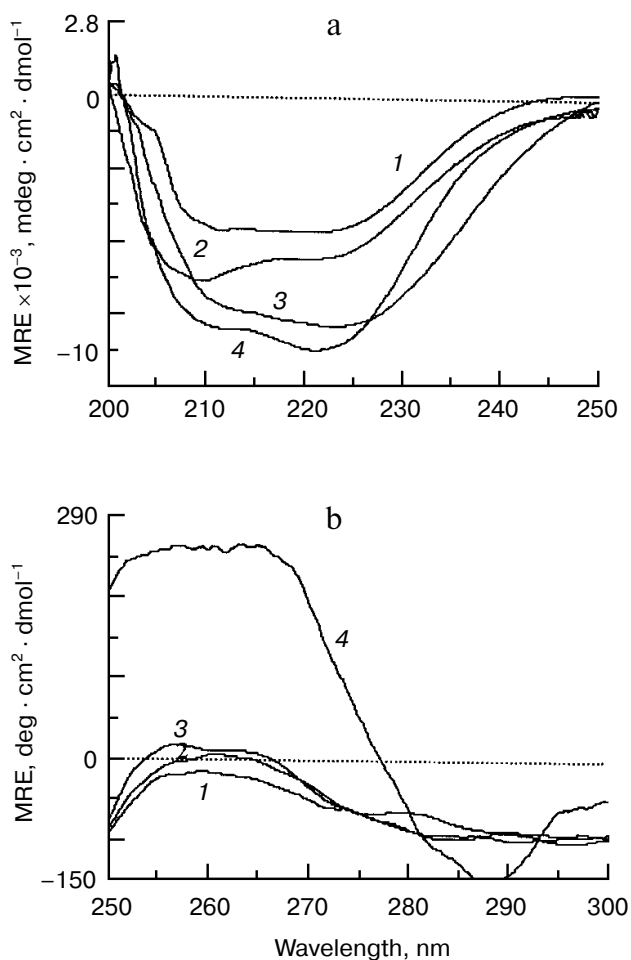 a
2.8
0
−10
MRE ×10⁻³, mdeg · cm² · dmol⁻¹
1
2
3
4
200 210 220 230 240 250
b
290
0
−150
MRE, deg · cm² · dmol⁻¹
4
3
2
1
250 260 270 280 290 300
Wavelength, nm